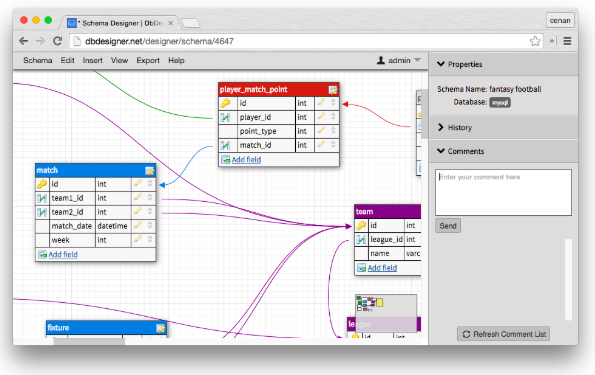 * Schema Designer | DbDes
cenan
dbdesigner.net/designer/schema/4647
Schema Edit Insert View Export Help admin
Properties
Schema Name: fantasy football
Database: mysql
History
Comments
Enter your comment here
Send
Refresh Comment List
player_match_point
id int
player_id int
point_type int
match_id int
Add field
match
id int
team1_id int
team2_id int
match_date datetime
week int
Add field
team
id int
league_id int
name varc
Add field
fixture
id int